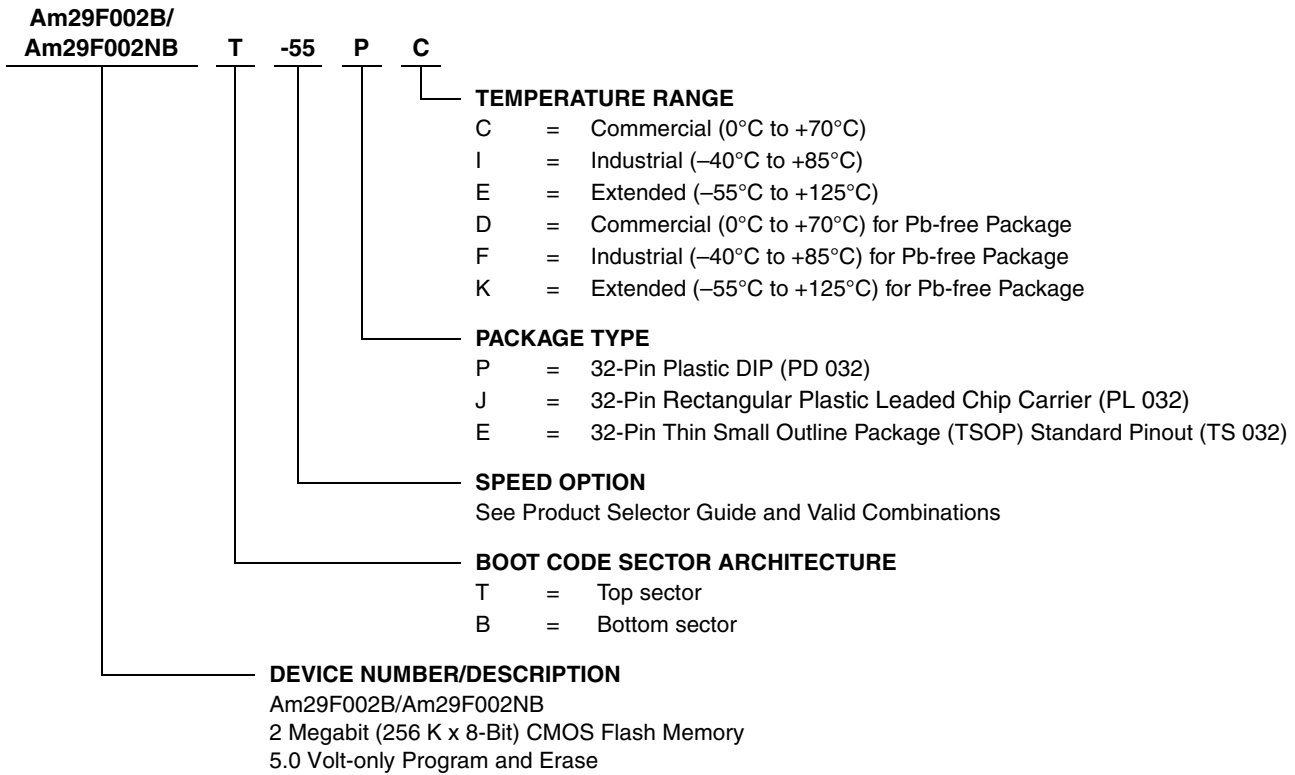 Am29F002B/
Am29F002NB T -55 P C
TEMPERATURE RANGE
C = Commercial (0°C to +70°C)
I = Industrial (–40°C to +85°C)
E = Extended (–55°C to +125°C)
D = Commercial (0°C to +70°C) for Pb-free Package
F = Industrial (–40°C to +85°C) for Pb-free Package
K = Extended (–55°C to +125°C) for Pb-free Package
PACKAGE TYPE
P = 32-Pin Plastic DIP (PD 032)
J = 32-Pin Rectangular Plastic Leaded Chip Carrier (PL 032)
E = 32-Pin Thin Small Outline Package (TSOP) Standard Pinout (TS 032)
SPEED OPTION
See Product Selector Guide and Valid Combinations
BOOT CODE SECTOR ARCHITECTURE
T = Top sector
B = Bottom sector
DEVICE NUMBER/DESCRIPTION
Am29F002B/Am29F002NB
2 Megabit (256 K x 8-Bit) CMOS Flash Memory
5.0 Volt-only Program and Erase